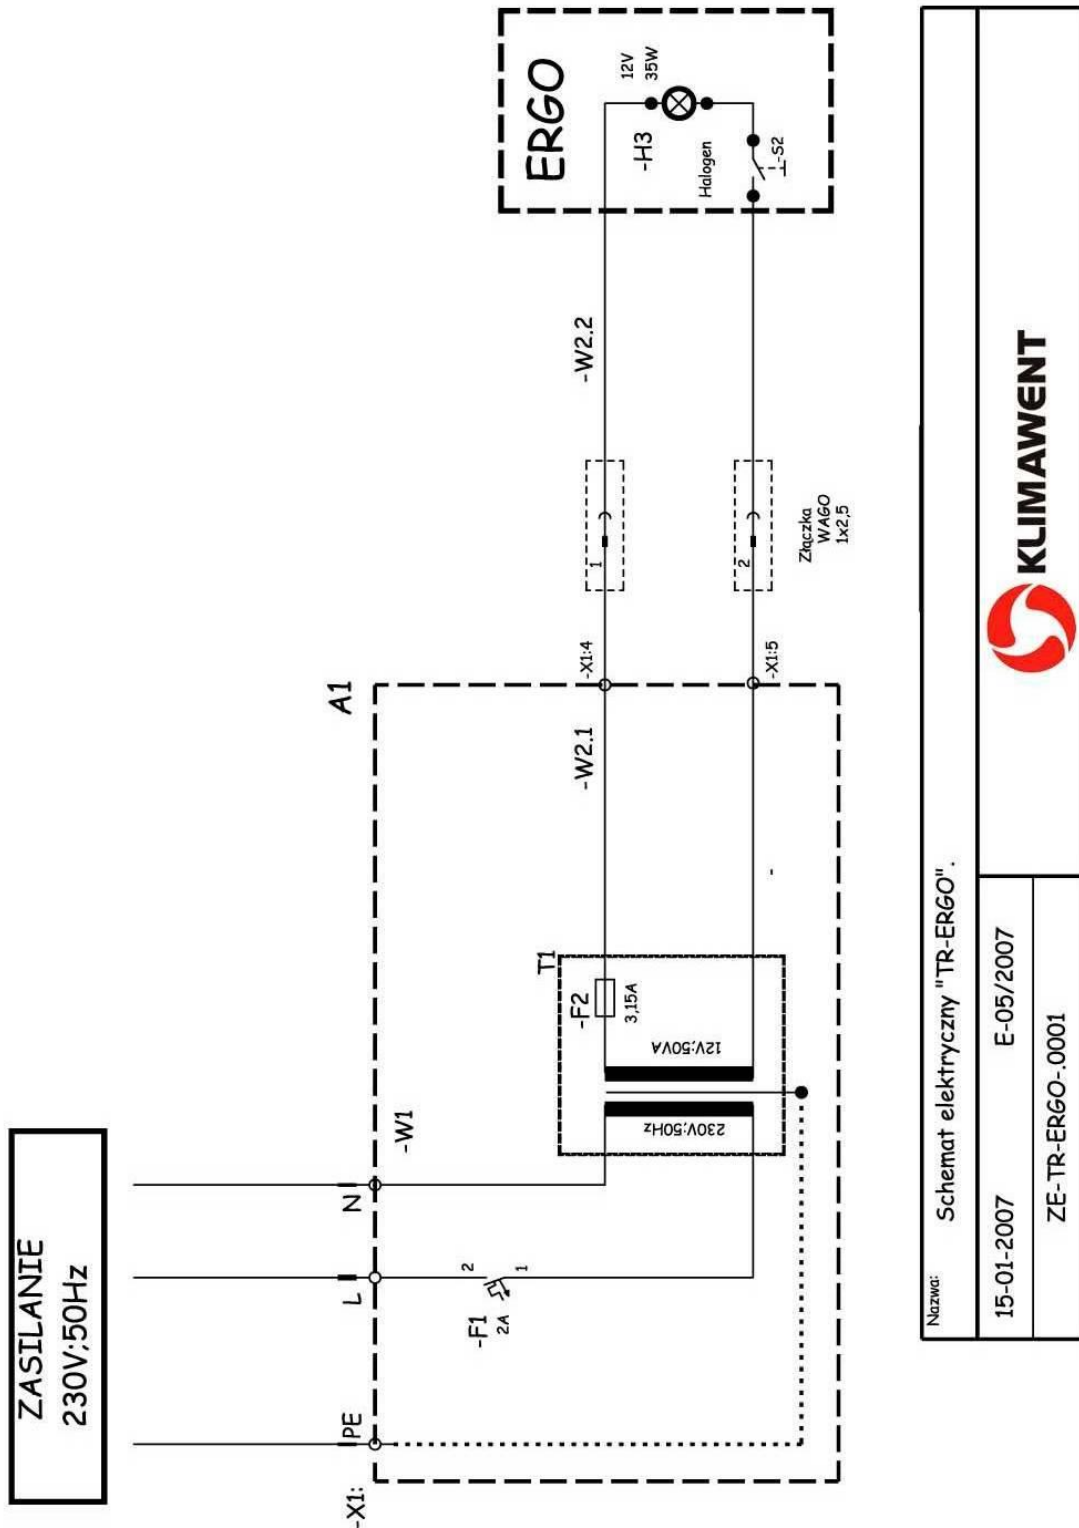 ZASILANIE
230V;50Hz
-X1:
PE
L
N
-W1
-F1
2A
2
1
A1
T1
230V;50Hz
12V;50VA
-F2
3,15A
-W2.1
-
-X1:4
-X1:5
1
2
Złączka
WAGO
1x2,5
-W2.2
ERGO
12V
35W
-H3
Halogen
-S2
Nazwa:
Schemat elektryczny "TR-ERGO".
15-01-2007
E-05/2007
ZE-TR-ERGO-.0001
KLIMAWENT